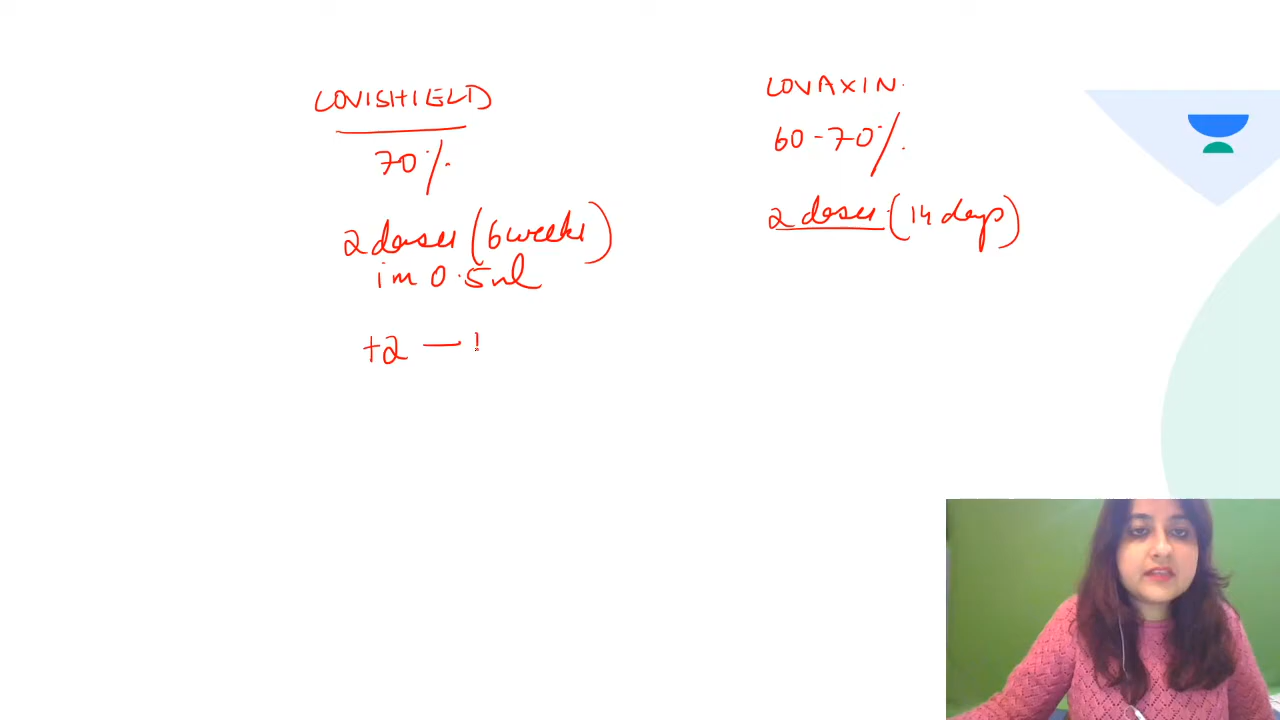 COVISHIELD
70%.
2 doses (6 weeks)
im 0.5ml
+2 —
COVAXIN.
60-70%.
2 doses (14 days)